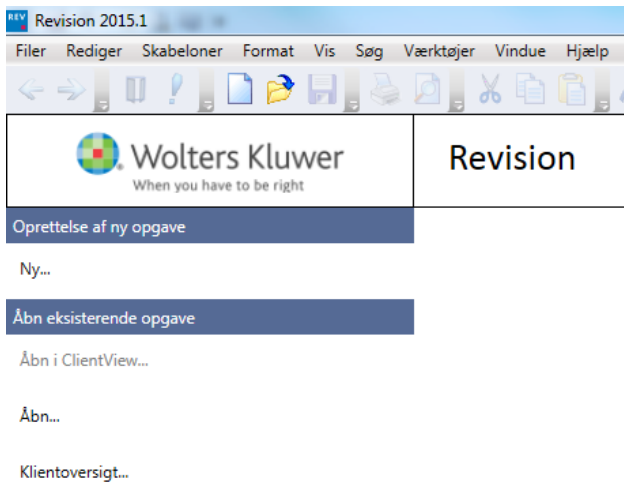 REV Revision 2015.1
Filer Rediger Skabeloner Format Vis Søg Værktøjer Vindue Hjælp
Wolters Kluwer
When you have to be right
Revision
Oprettelse af ny opgave
Ny...
Åbn eksisterende opgave
Åbn i ClientView...
Åbn...
Klientoversigt...